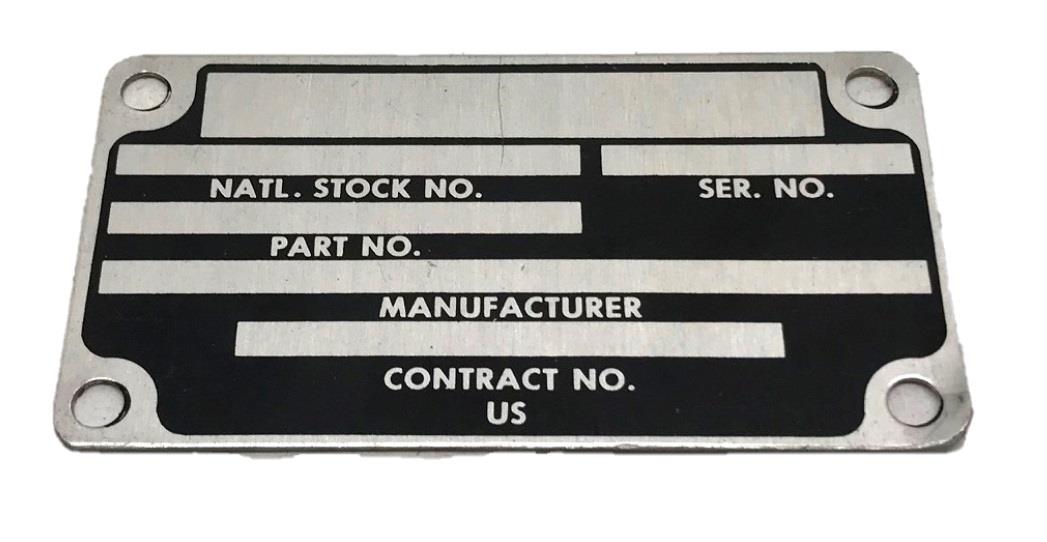 NATL. STOCK NO. SER. NO.
PART NO.
MANUFACTURER
CONTRACT NO.
US